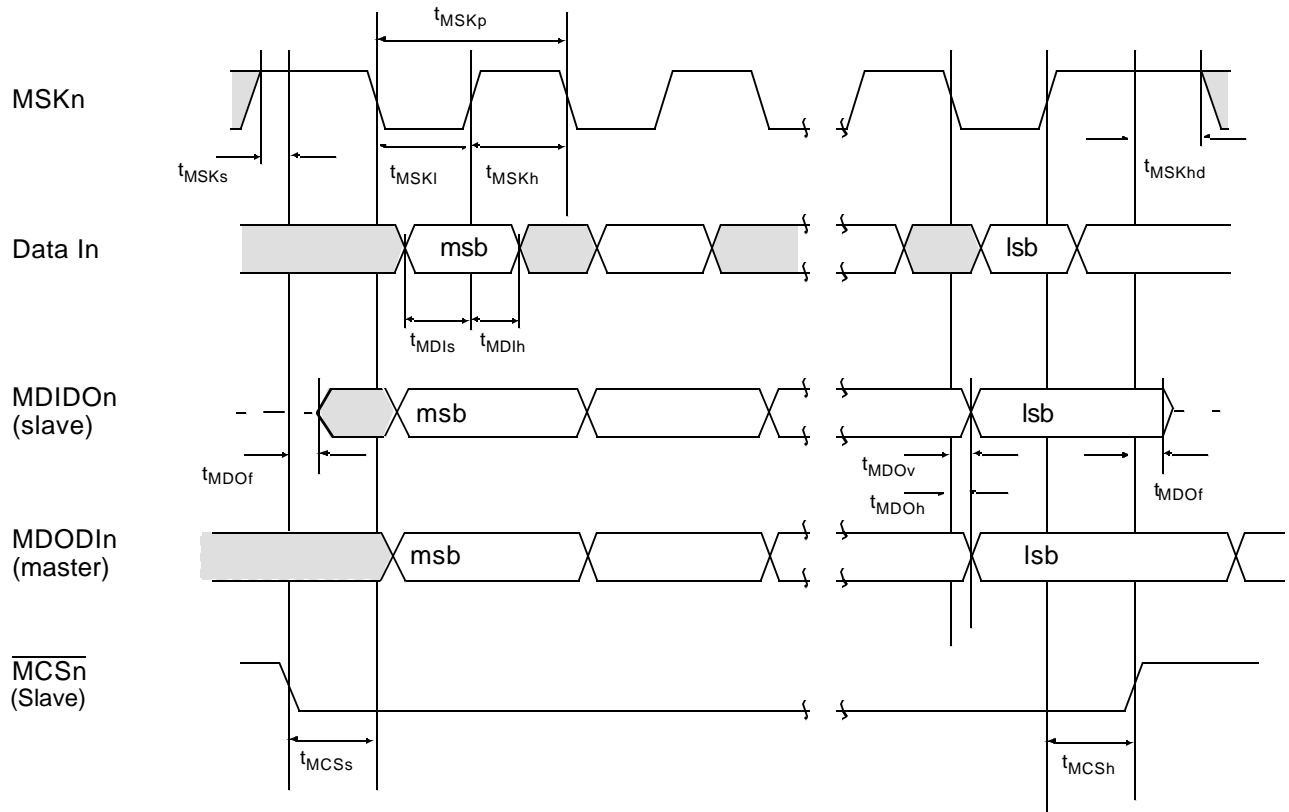 tMSKp
MSKn
tMSKs
tMSKl
tMSKh
tMSKhd
Data In
msb
lsb
tMDIs
tMDIh
MDIDOn
(slave)
msb
lsb
tMDOf
tMDOv
tMDOh
tMDOf
MDODIn
(master)
msb
lsb
MCSn
(Slave)
tMCSs
tMCSh